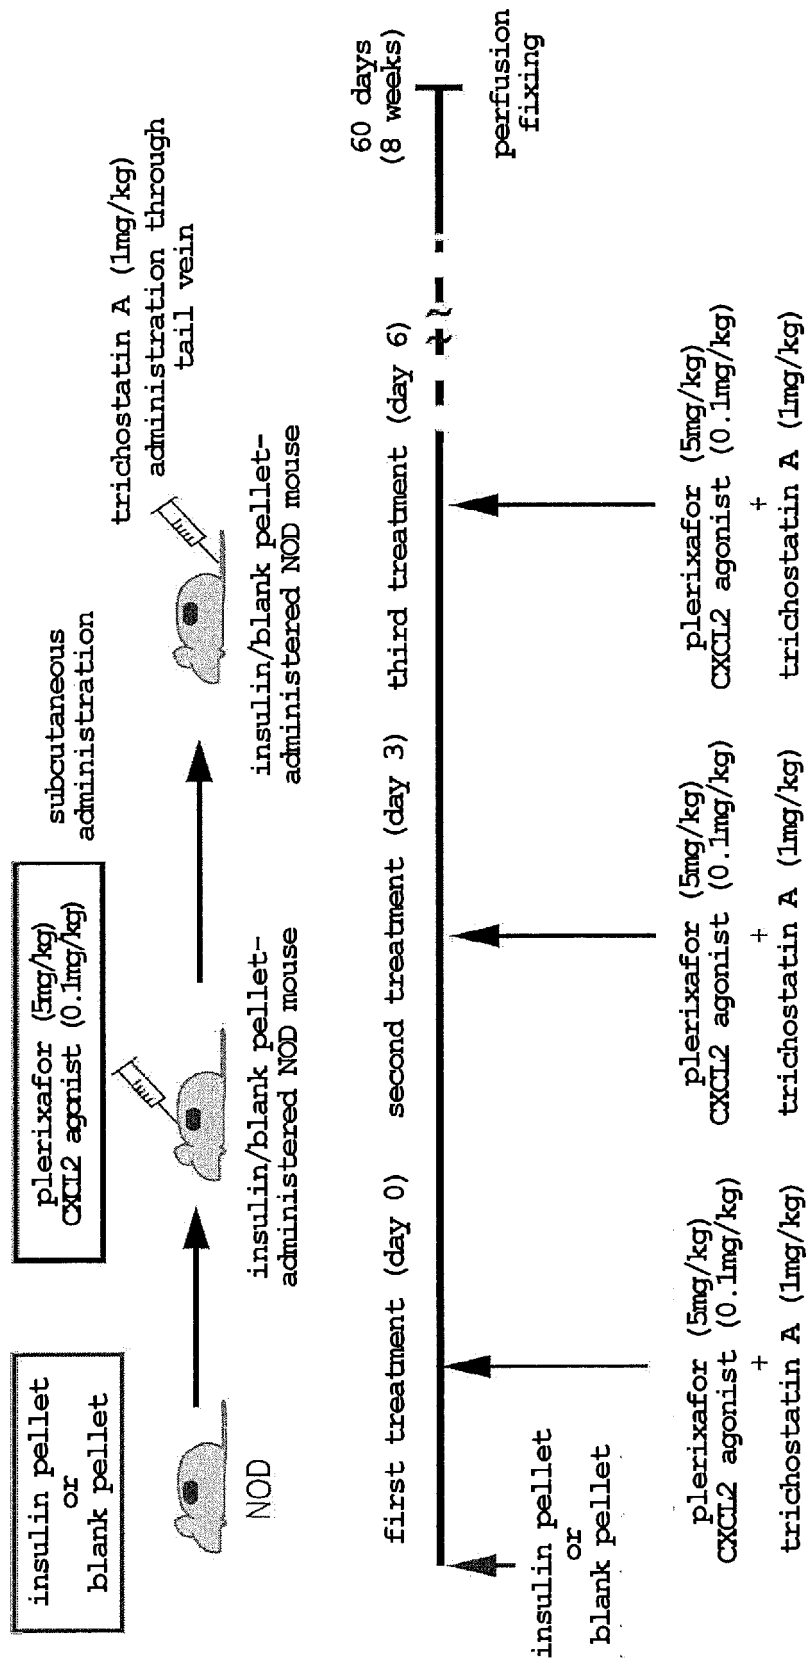 insulin pellet
or
blank pellet
NOD
plerixafor (5mg/kg)
CXCL2 agonist (0.1mg/kg)
subcutaneous
administration
insulin/blank pellet-
administered NOD mouse
trichostatin A (1mg/kg)
administration through
tail vein
insulin/blank pellet-
administered NOD mouse
first treatment (day 0)
second treatment (day 3)
third treatment (day 6)
60 days
(8 weeks)
perfusion
fixing
insulin pellet
or
blank pellet
plerixafor (5mg/kg)
CXCL2 agonist (0.1mg/kg)
+
trichostatin A (1mg/kg)
plerixafor (5mg/kg)
CXCL2 agonist (0.1mg/kg)
+
trichostatin A (1mg/kg)
plerixafor (5mg/kg)
CXCL2 agonist (0.1mg/kg)
+
trichostatin A (1mg/kg)